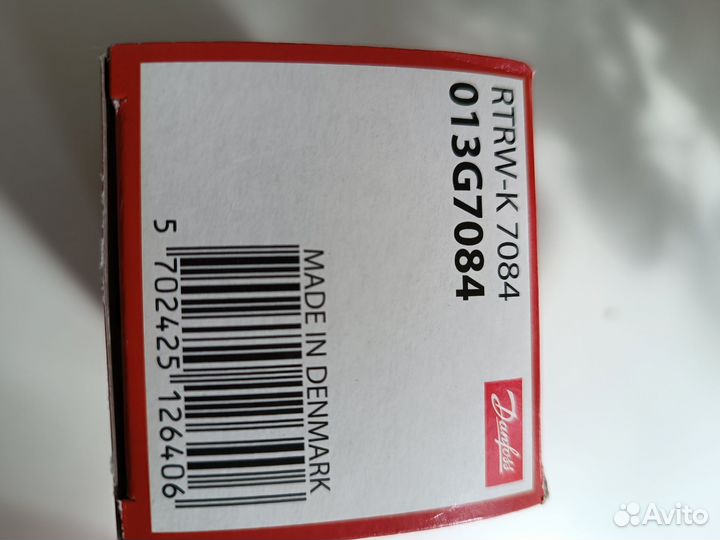 RTRW-K 7084
013G7084
Danfoss
MADE IN DENMARK
5 702425 126406
Avito